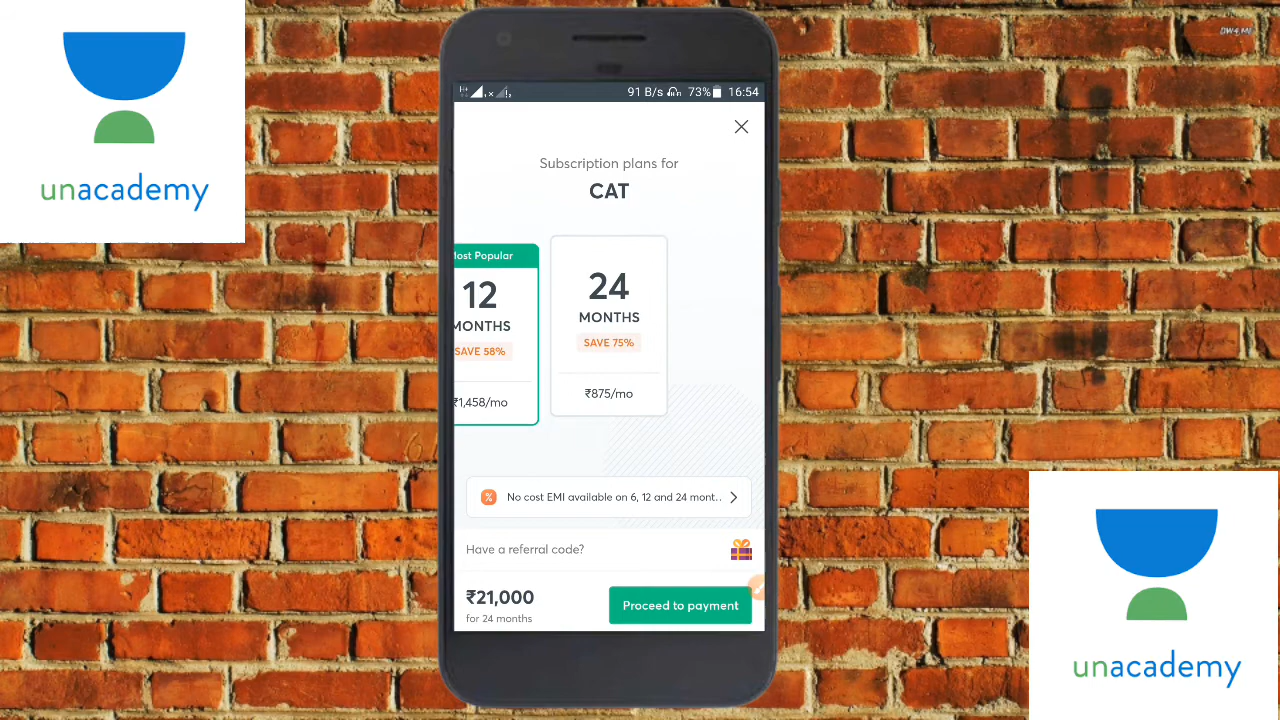 unacademy
91 B/s 73% 16:54
Subscription plans for
CAT
ost Popular
12
MONTHS
SAVE 58%
₹1,458/mo
24
MONTHS
SAVE 75%
₹875/mo
No cost EMI available on 6, 12 and 24 mont..
Have a referral code?
₹21,000
for 24 months
Proceed to payment
unacademy